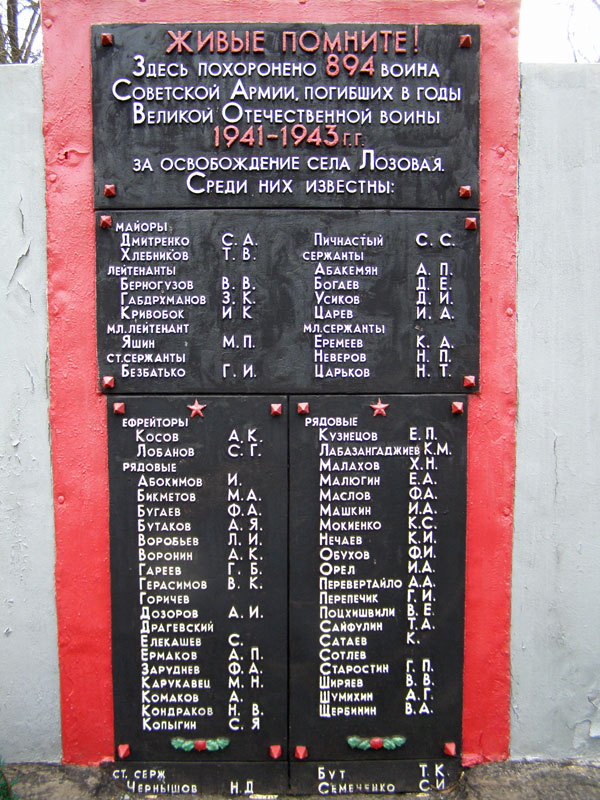 ЖИВЫЕ ПОМНИТЕ!
ЗДЕСЬ ПОХОРОНЕНО 894 ВОИНА
СОВЕТСКОЙ АРМИИ, ПОГИБШИХ В ГОДЫ
ВЕЛИКОЙ ОТЕЧЕСТВЕННОЙ ВОЙНЫ
1941-1943 Г.Г.
ЗА ОСВОБОЖДЕНИЕ СЕЛА ЛОЗОВАЯ.
СРЕДИ НИХ ИЗВЕСТНЫ:
МАЙОРЫ
ДМИТРЕНКО С. А.
ХЛЕБНИКОВ Т. В.
ЛЕЙТЕНАНТЫ
БЕРНОГУЗОВ В. В.
ГАБДРХМАНОВ З. К.
КРИВОБОК И К
МЛ. ЛЕЙТЕНАНТ
ЯШИН М. П.
СТ. СЕРЖАНТЫ
БЕЗБАТЬКО Г. И.
ПИЧНАСТЫЙ С. С.
СЕРЖАНТЫ
АБАКЕМЯН А. П.
БОГАЕВ Д. Е.
УСИКОВ Д. И.
ЦАРЕВ И. А.
МЛ. СЕРЖАНТЫ
ЕРЕМЕЕВ К. А.
НЕВЕРОВ Н. П.
ЦАРЬКОВ Н. Т.
ЕФРЕЙТОРЫ
КОСОВ А. К.
ЛОБАНОВ С. Г.
РЯДОВЫЕ
АБОКИМОВ И.
БИКМЕТОВ М. А.
БУГАЕВ Ф. А.
БУТАКОВ А. Я.
ВОРОБЬЕВ Л. И.
ВОРОНИН А. К.
ГАРЕЕВ Г. Б.
ГЕРАСИМОВ В. К.
ГОРИЧЕВ
ДОЗОРОВ А. И.
ДРАГЕВСКИЙ
ЕЛЕКАШЕВ С.
ЕРМАКОВ А. П.
ЗАРУДНЕВ Ф. А.
КАРУКАВЕЦ М. Н.
КОМАКОВ А.
КОНДРАКОВ Н. В.
КОПЫГИН С. Я
РЯДОВЫЕ
КУЗНЕЦОВ Е. П.
ЛАБАЗАНГАДЖИЕВ К. М.
МАЛАХОВ Х. Н.
МАЛЮГИН Е. А.
МАСЛОВ Ф. А.
МАШКИН И. А.
МОКИЕНКО К. С.
НЕЧАЕВ К. И.
ОБУХОВ Ф. И.
ОРЕЛ И. А.
ПЕРЕВЕРТАЙЛО А. А.
ПЕРЕПЕЧИК Г. И.
ПОЦХИШВИЛИ В. Е.
САЙФУЛИН Т. А.
САТАЕВ К.
СОТЛЕВ
СТАРОСТИН Г. П.
ШИРЯЕВ В. В.
ШУМИХИН А. Г.
ЩЕРБИНИН В. А.
СТ. СЕРЖ
ЧЕРНЫШОВ Н. Д
БУТ Т. К.
СЕМЕЧЕНКО С. И